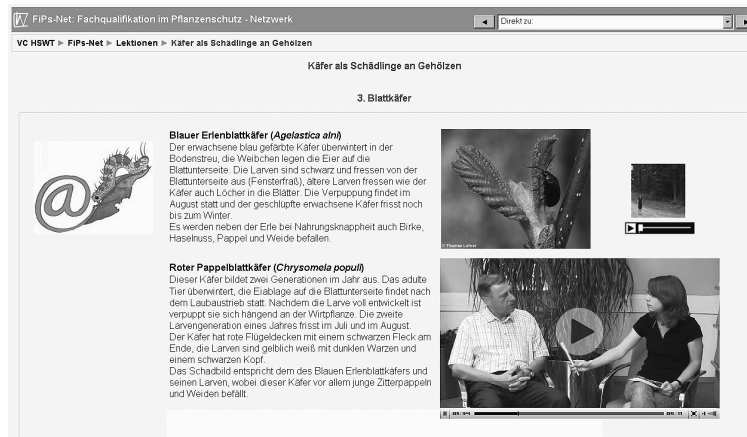 FiPs-Net: Fachqualifikation im Pflanzenschutz - Netzwerk
Direkt zu:
VC HSWT ► FiPs-Net ► Lektionen ► Käfer als Schädlinge an Gehölzen
Käfer als Schädlinge an Gehölzen
3. Blattkäfer
Blauer Erlenblattkäfer (Agelastica alni)
Der erwachsene blau gefärbte Käfer überwintert in der
Bodenstreu, die Weibchen legen die Eier auf die
Blattunterseite. Die Larven sind schwarz und fressen von der
Blattunterseite aus (Fensterfraß), ältere Larven fressen wie der
Käfer auch Löcher in die Blätter. Die Verpuppung findet im
August statt und der geschlüpfte erwachsene Käfer frisst noch
bis zum Winter.
Es werden neben der Erle bei Nahrungsknappheit auch Birke,
Haselnuss, Pappel und Weide befallen.
© Thomas Lohrer
Roter Pappelblattkäfer (Chrysomela populi)
Dieser Käfer bildet zwei Generationen im Jahr aus. Das adulte
Tier überwintert, die Eiablage auf die Blattunterseite findet nach
dem Laubaustrieb statt. Nachdem die Larve voll entwickelt ist
verpuppt sie sich hängend an der Wirtpflanze. Die zweite
Larvengeneration eines Jahres frisst im Juli und im August.
Der Käfer hat rote Flügeldecken mit einem schwarzen Fleck am
Ende, die Larven sind gelblich weiß mit dunklen Warzen und
einem schwarzen Kopf.
Das Schadbild entspricht dem des Blauen Erlenblattkäfers und
seinen Larven, wobei dieser Käfer vor allem junge Zitterpappeln
und Weiden befällt.